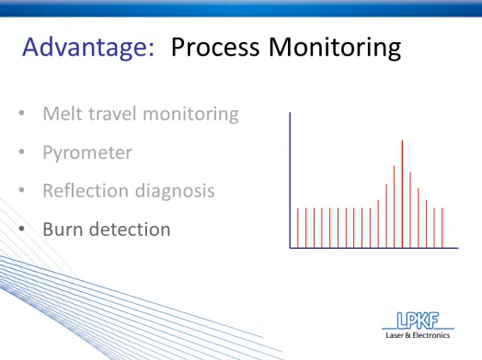 Advantage: Process Monitoring
• Melt travel monitoring
• Pyrometer
• Reflection diagnosis
• Burn detection
LPKF
Laser & Electronics